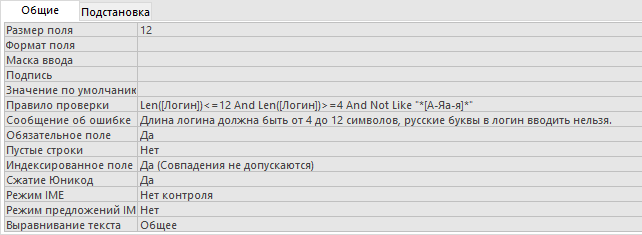 Общие Подстановка
Размер поля 12
Формат поля
Маска ввода
Подпись
Значение по умолчанию
Правило проверки Len([Логин])<=12 And Len([Логин])>=4 And Not Like "*[А-Яа-я]*"
Сообщение об ошибке Длина логина должна быть от 4 до 12 символов, русские буквы в логин вводить нельзя.
Обязательное поле Да
Пустые строки Нет
Индексированное поле Да (Совпадения не допускаются)
Сжатие Юникод Да
Режим IME Нет контроля
Режим предложений IM Нет
Выравнивание текста Общее